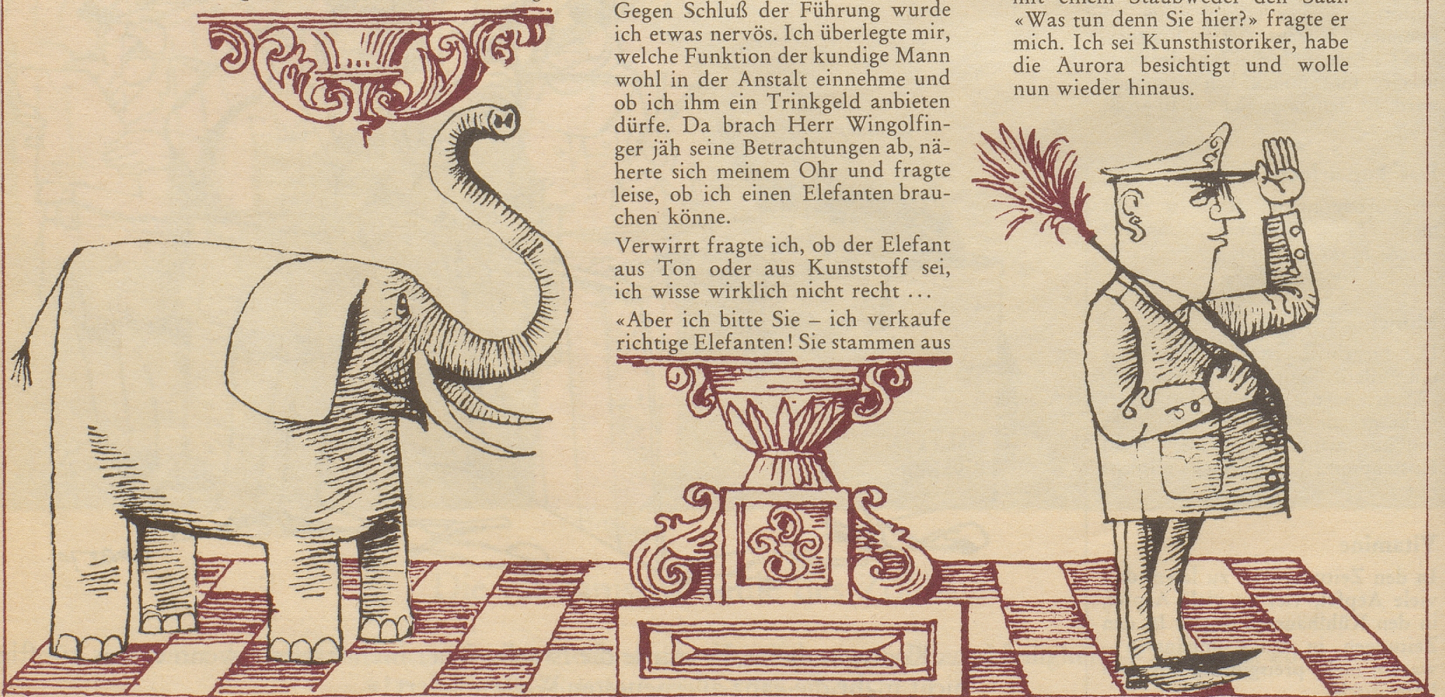 Gegen Schluß der Führung wurde
ich etwas nervös. Ich überlegte mir,
welche Funktion der kundige Mann
wohl in der Anstalt einnehme und
ob ich ihm ein Trinkgeld anbieten
dürfe. Da brach Herr Wingolfin-
ger jäh seine Betrachtungen ab, nä-
herte sich meinem Ohr und fragte
leise, ob ich einen Elefanten brau-
chen könne.
Verwirrt fragte ich, ob der Elefant
aus Ton oder aus Kunststoff sei,
ich wisse wirklich nicht recht ...
«Aber ich bitte Sie – ich verkaufe
richtige Elefanten! Sie stammen aus
mit einem Staubwedel den Saal.
«Was tun denn Sie hier?» fragte er
mich. Ich sei Kunsthistoriker, habe
die Aurora besichtigt und wolle
nun wieder hinaus.